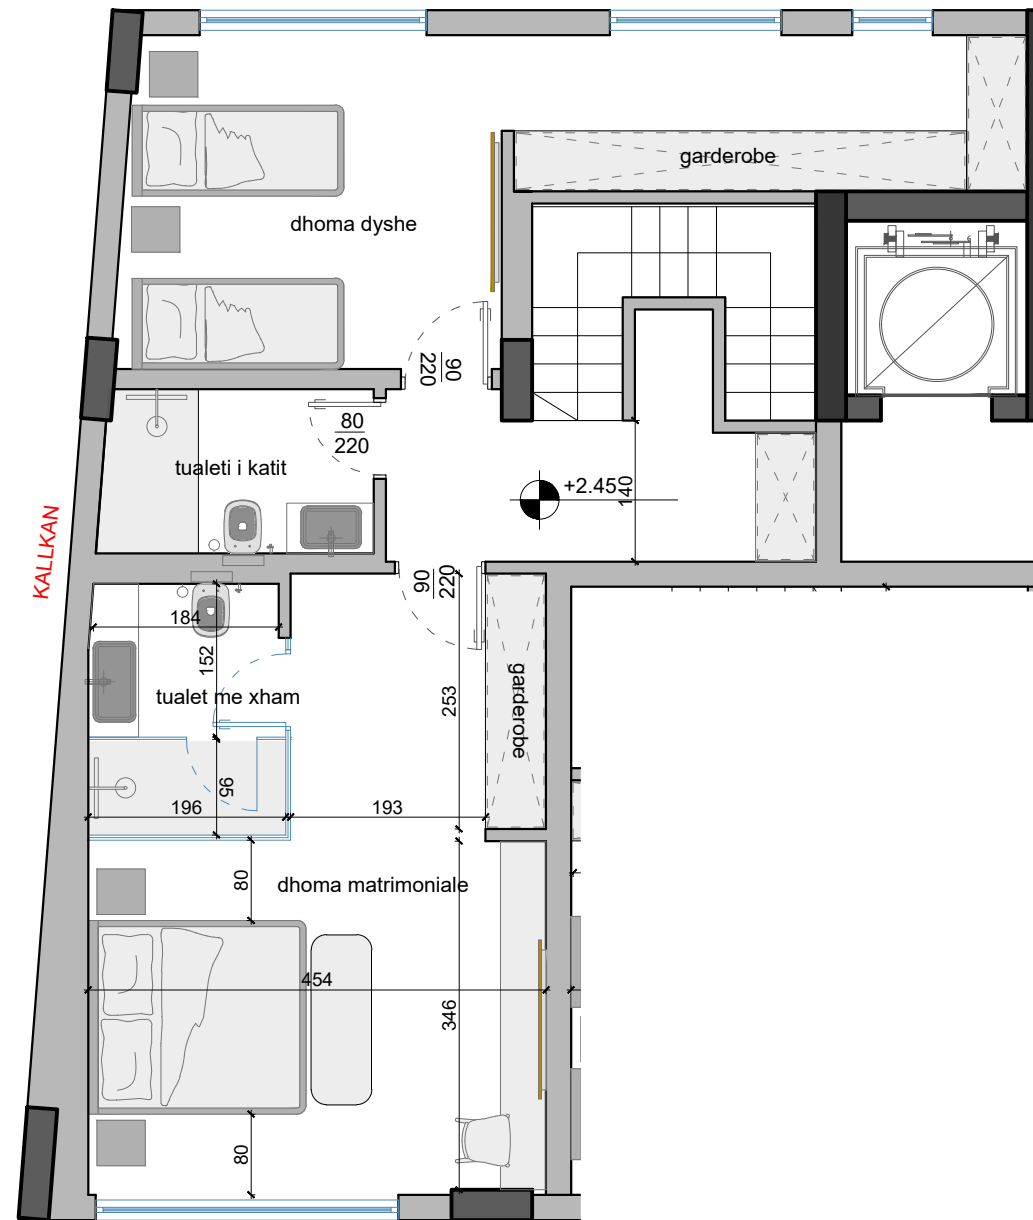 garderobe
dhoma dyshe
90
220
80
220
tualeti i katit
+2.45
140
KALLKAN
90
220
184
152
tualet me xham
253
garderobe
95
196
193
80
dhoma matrimoniale
454
346
80